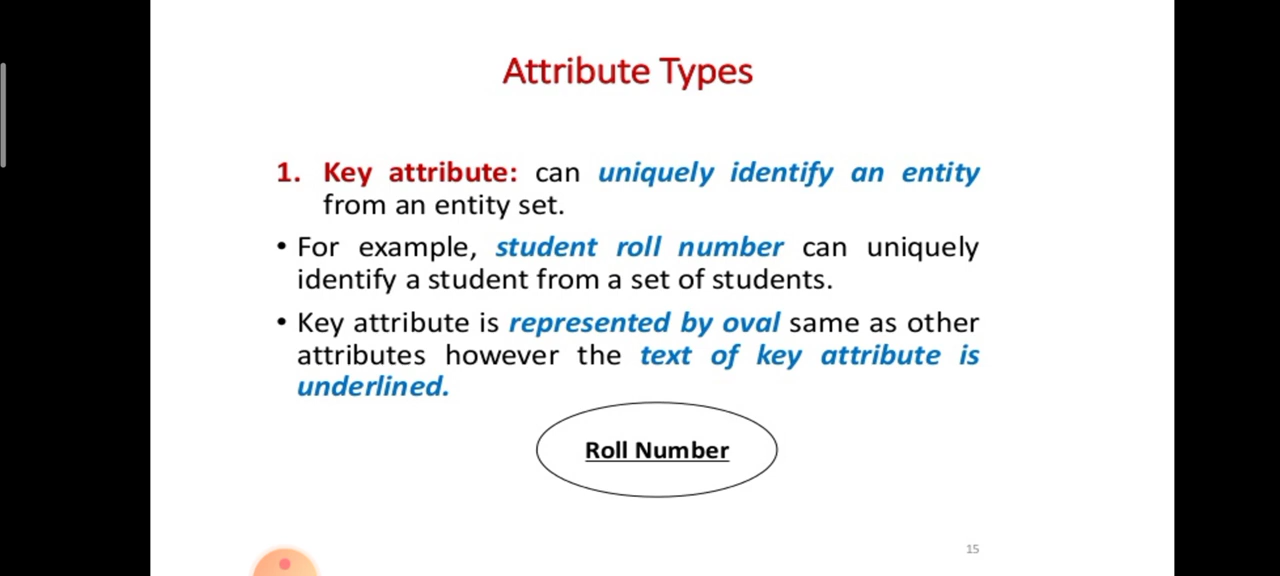 Attribute Types
1. Key attribute: can uniquely identify an entity
from an entity set.
• For example, student roll number can uniquely
identify a student from a set of students.
• Key attribute is represented by oval same as other
attributes however the text of key attribute is
underlined.
Roll Number
15